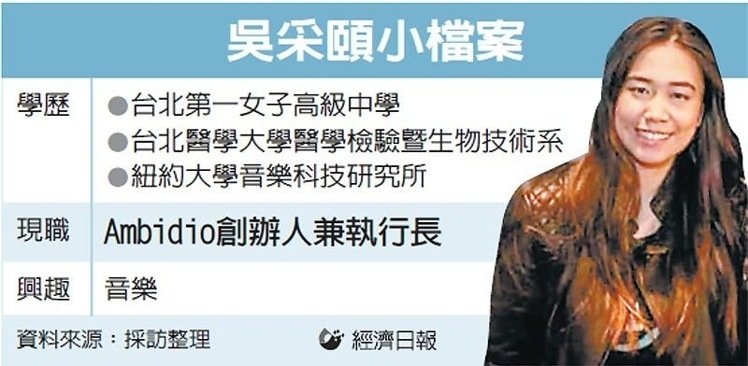 吳采頤小檔案
學歷
●台北第一女子高級中學
●台北醫學大學醫學檢驗暨生物技術系
●紐約大學音樂科技研究所
現職 Ambidio創辦人兼執行長
興趣 音樂
資料來源：採訪整理 經濟日報